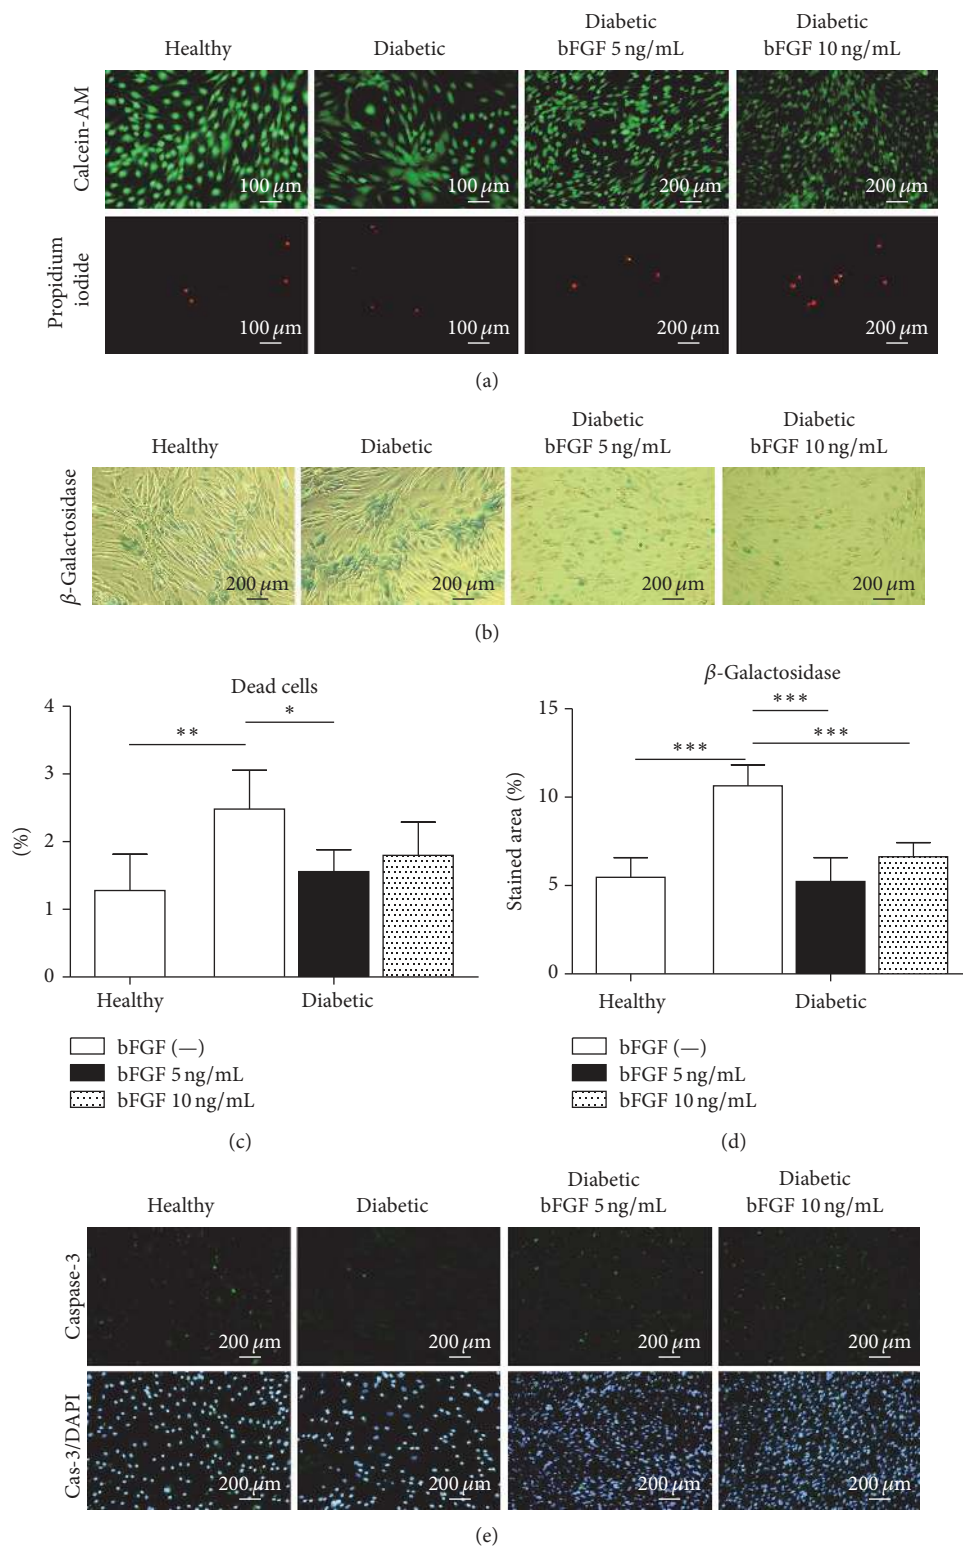 Healthy
Diabetic
Diabetic
bFGF 5 ng/mL
Diabetic
bFGF 10 ng/mL
Calcein-AM
100 μm
100 μm
200 μm
200 μm
Propidium
iodide
100 μm
100 μm
200 μm
200 μm
(a)
Healthy
Diabetic
Diabetic
bFGF 5 ng/mL
Diabetic
bFGF 10 ng/mL
β-Galactosidase
200 μm
200 μm
200 μm
200 μm
(b)
Dead cells
(%)
4
3
2
1
0
**
*
Healthy
Diabetic
bFGF (—)
bFGF 5 ng/mL
bFGF 10 ng/mL
(c)
β-Galactosidase
Stained area (%)
15
10
5
0
***
***
***
Healthy
Diabetic
bFGF (—)
bFGF 5 ng/mL
bFGF 10 ng/mL
(d)
Healthy
Diabetic
Diabetic
bFGF 5 ng/mL
Diabetic
bFGF 10 ng/mL
Caspase-3
200 μm
200 μm
200 μm
200 μm
Cas-3/DAPI
200 μm
200 μm
200 μm
200 μm
(e)